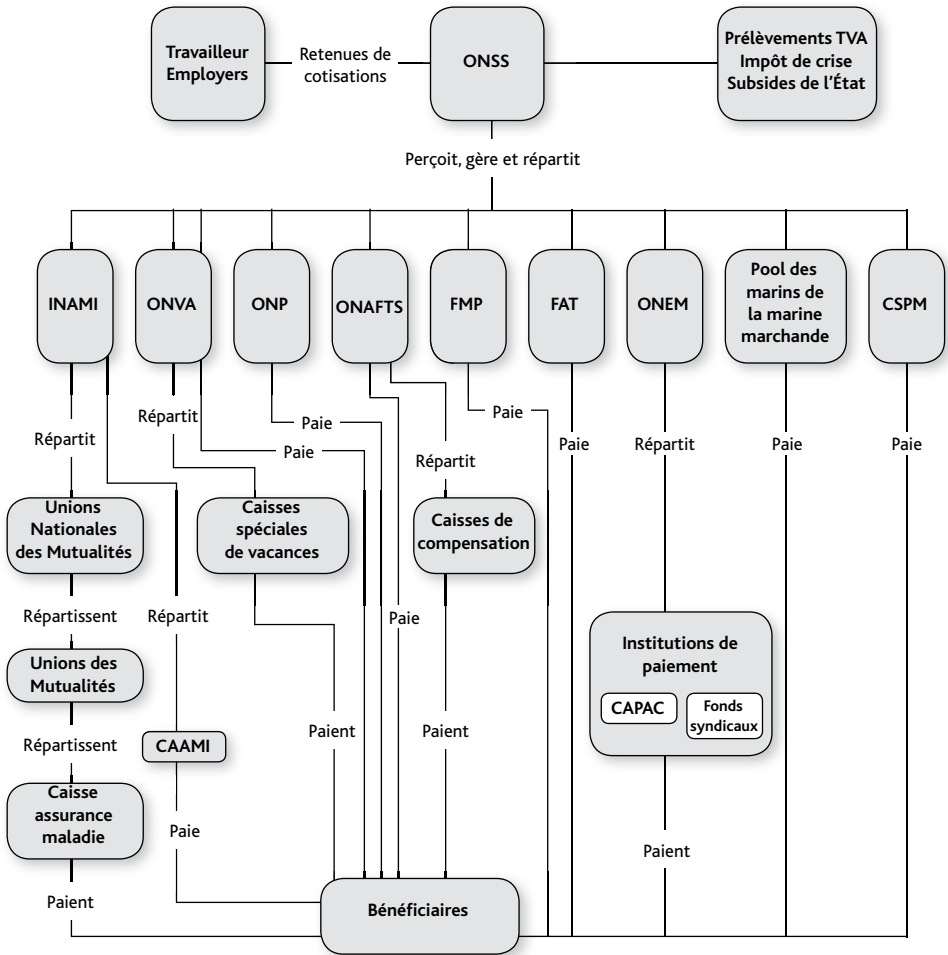 Travailleur
Employers
Retenues de
cotisations
ONSS
Prélèvements TVA
Impôt de crise
Subsides de l'État
Perçoit, gère et répartit
INAMI
ONVA
ONP
ONAFTS
FMP
FAT
ONEM
Pool des
marins de
la marine
marchande
CSPM
Répartit
Répartit
Paie
Paie
Répartit
Paie
Paie
Répartit
Paie
Paie
Unions
Nationales
des Mutualités
Caisses
spéciales
de vacances
Caisses de
compensation
Répartissent
Répartit
Paie
Institutions de
paiement
CAPAC
Fonds
syndicaux
Unions des
Mutualités
Répartissent
CAAMI
Paient
Paient
Caisse
assurance
maladie
Paie
Paient
Paient
Bénéficiaires